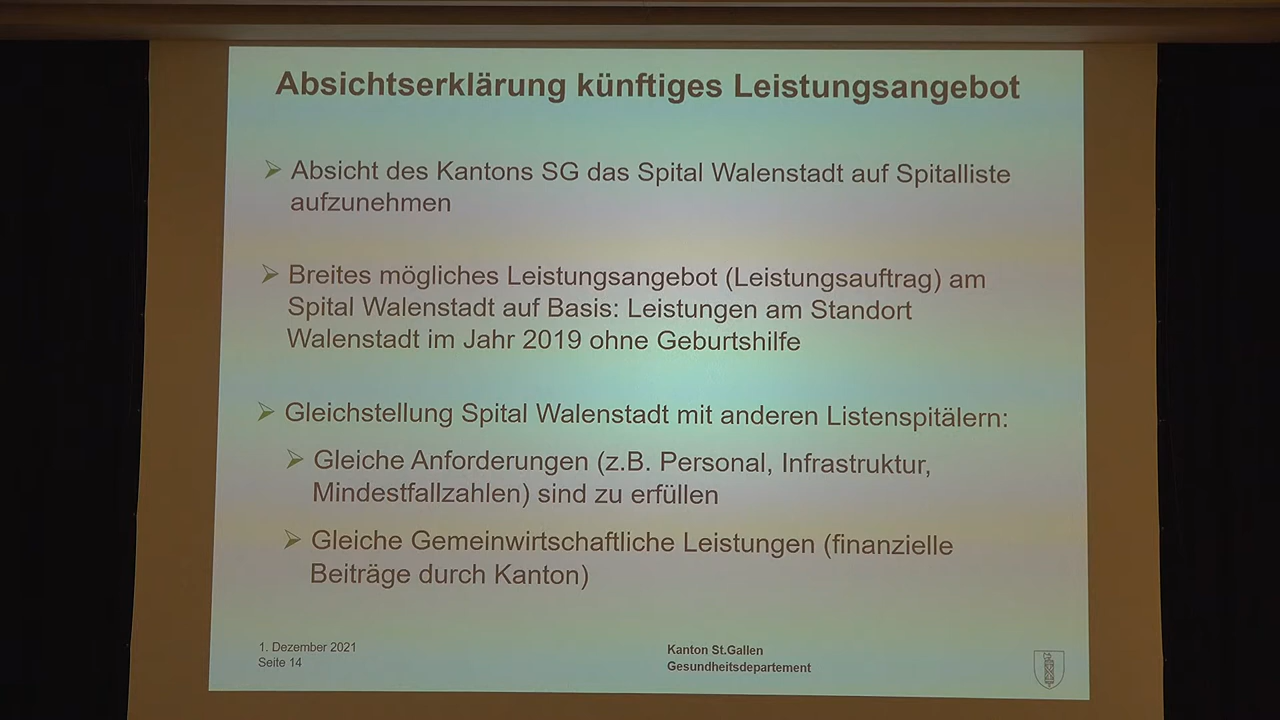 Absichtserklärung künftiges Leistungsangebot
Absicht des Kantons SG das Spital Walenstadt auf Spitalliste
aufzunehmen
Breites mögliches Leistungsangebot (Leistungsauftrag) am
Spital Walenstadt auf Basis: Leistungen am Standort
Walenstadt im Jahr 2019 ohne Geburtshilfe
Gleichstellung Spital Walenstadt mit anderen Listenspitälern:
Gleiche Anforderungen (z.B. Personal, Infrastruktur,
Mindestfallzahlen) sind zu erfüllen
Gleiche Gemeinwirtschaftliche Leistungen (finanzielle
Beiträge durch Kanton)
1. Dezember 2021
Seite 14
Kanton St.Gallen
Gesundheitsdepartement